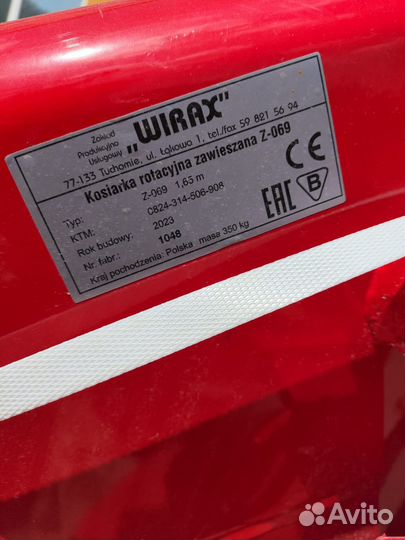 Zakład
Produkcyjno
Usługowy „WIRAX"
77-133 Tuchomie, ul. Łąkowa 1, tel./fax 59 821 56 94
Kosiarka rotacyjna zawieszana Z-069
Typ: Z-069 1,65 m
KTM: 0824-314-506-908
Rok budowy: 2023
Nr. fabr.: 1048
Kraj pochodzenia: Polska masa 350 kg
CE
EAC B
Avito